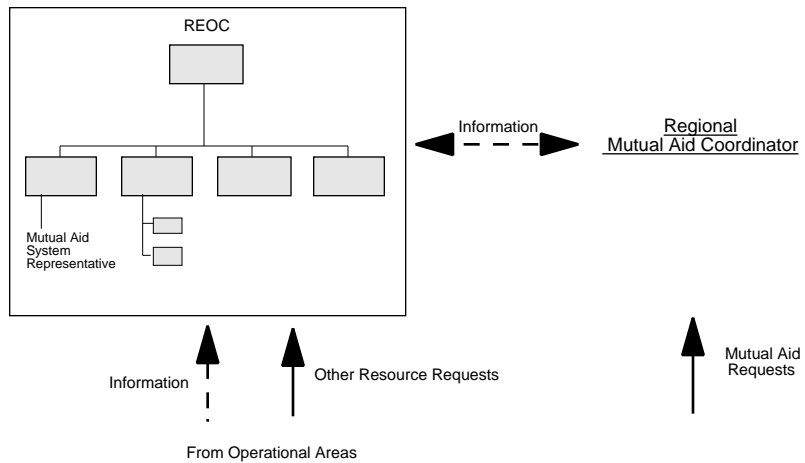 REOC
Information
Regional
Mutual Aid Coordinator
Mutual Aid
System
Representative
Information
Other Resource Requests
Mutual Aid
Requests
From Operational Areas